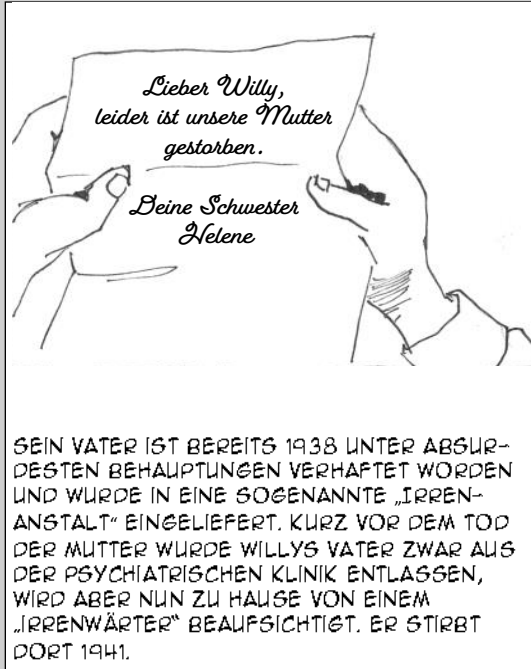 Lieber Willy,
leider ist unsere Mutter
gestorben.
Deine Schwester
Helene
SEIN VATER IST BEREITS 1938 UNTER ABSUR-
DESTEN BEHAUPTUNGEN VERHAFTET WORDEN
UND WURDE IN EINE SOGENANNTE „IRREN-
ANSTALT“ EINGELIEFERT. KURZ VOR DEM TOD
DER MUTTER WURDE WILLYS VATER ZWAR AUS
DER PSYCHIATRISCHEN KLINIK ENTLASSEN,
WIRD ABER NUN ZU HAUSE VON EINEM
„IRRENWÄRTER“ BEAUFSICHTIGT. ER STIRBT
DORT 1941.